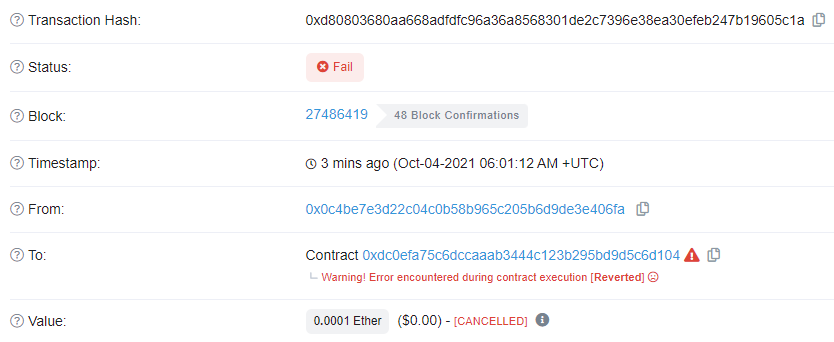 Transaction Hash: 0xd80803680aa668adfdfc96a36a8568301de2c7396e38ea30efeb247b19605c1a
Status: Fail
Block: 27486419 48 Block Confirmations
Timestamp: 3 mins ago (Oct-04-2021 06:01:12 AM +UTC)
From: 0x0c4be7e3d22c04c0b58b965c205b6d9de3e406fa
To: Contract 0xdc0efa75c6dccaaab3444c123b295bd9d5c6d104
Warning! Error encountered during contract execution [Reverted]
Value: 0.0001 Ether ($0.00) - [CANCELLED]